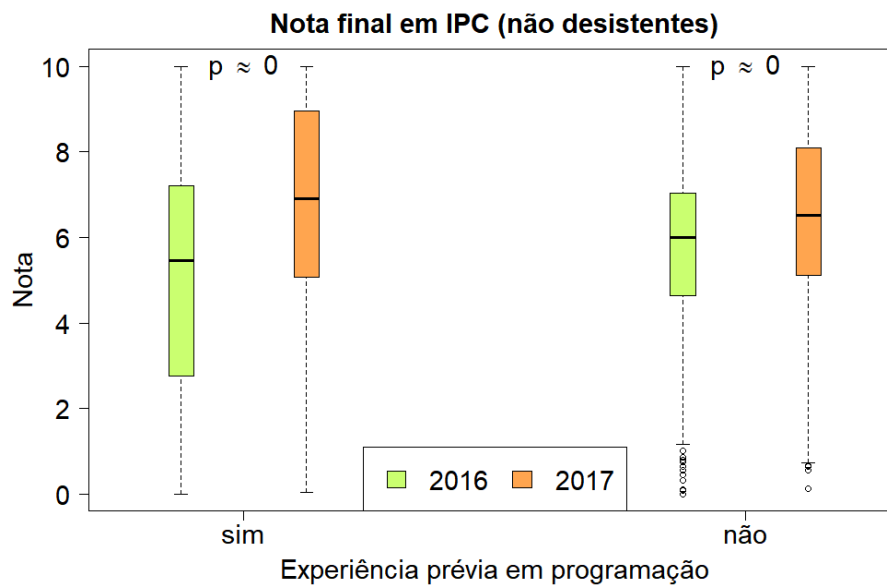 Nota final em IPC (não desistentes)
p ≈ 0
p ≈ 0
10
8
6
4
2
0
Nota
2016
2017
sim
não
Experiência prévia em programação